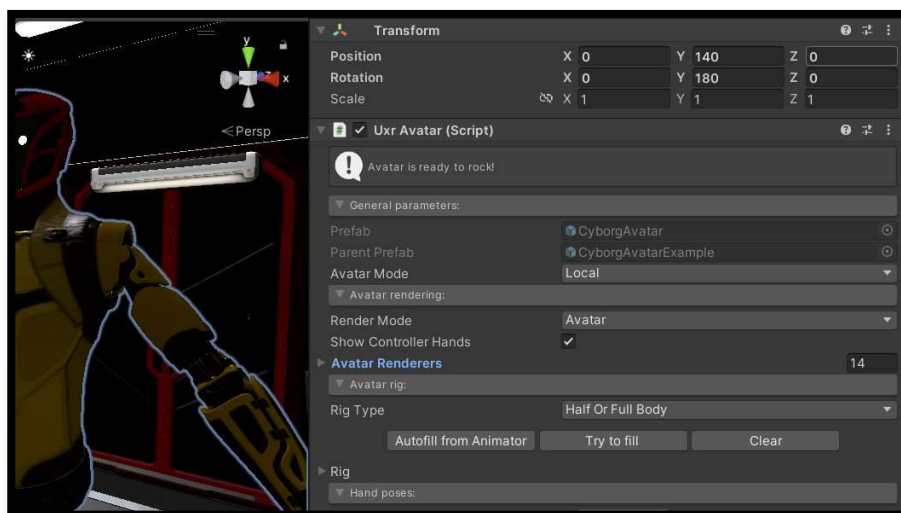 y
x
Persp
Transform
Position X 0 Y 140 Z 0
Rotation X 0 Y 180 Z 0
Scale X 1 Y 1 Z 1
# Uxr Avatar (Script)
Avatar is ready to rock!
General parameters:
Prefab CyborgAvatar
Parent Prefab CyborgAvatarExample
Avatar Mode Local
Avatar rendering:
Render Mode Avatar
Show Controller Hands
Avatar Renderers 14
Avatar rig:
Rig Type Half Or Full Body
Autofill from Animator Try to fill Clear
Rig
Hand poses: